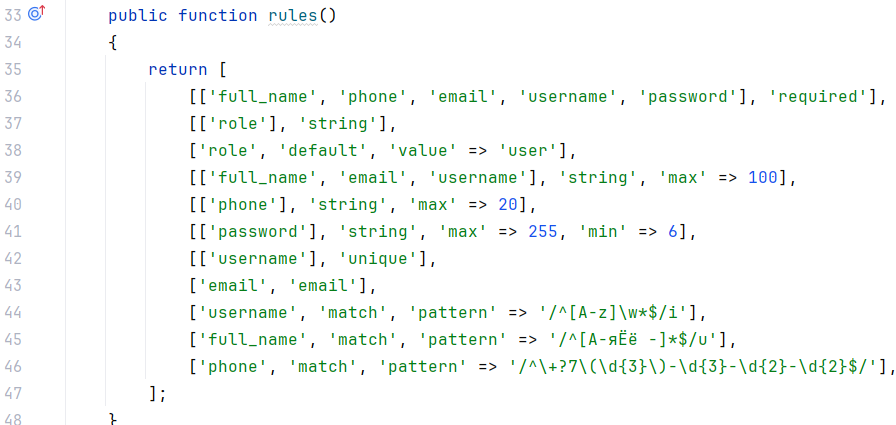 33 public function rules()
34 {
35 return [
36 [['full_name', 'phone', 'email', 'username', 'password'], 'required'],
37 [['role'], 'string'],
38 ['role', 'default', 'value' => 'user'],
39 [['full_name', 'email', 'username'], 'string', 'max' => 100],
40 [['phone'], 'string', 'max' => 20],
41 [['password'], 'string', 'max' => 255, 'min' => 6],
42 [['username'], 'unique'],
43 ['email', 'email'],
44 ['username', 'match', 'pattern' => '/^[A-z]\w*$/i'],
45 ['full_name', 'match', 'pattern' => '/^[А-яЁё -]*$/u'],
46 ['phone', 'match', 'pattern' => '/^\+?7\(\d{3}\)-\d{3}-\d{2}-\d{2}$/'],
47 ];
48 }